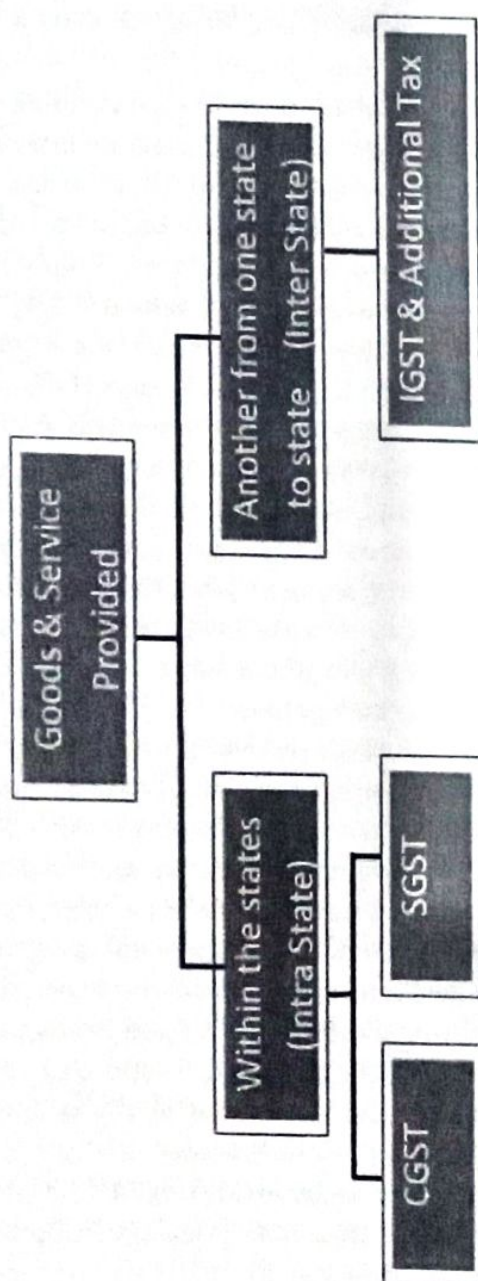 Goods & Service
Provided
Within the states
(Intra State)
Another from one state
to state (Inter State)
CGST
SGST
IGST & Additional Tax